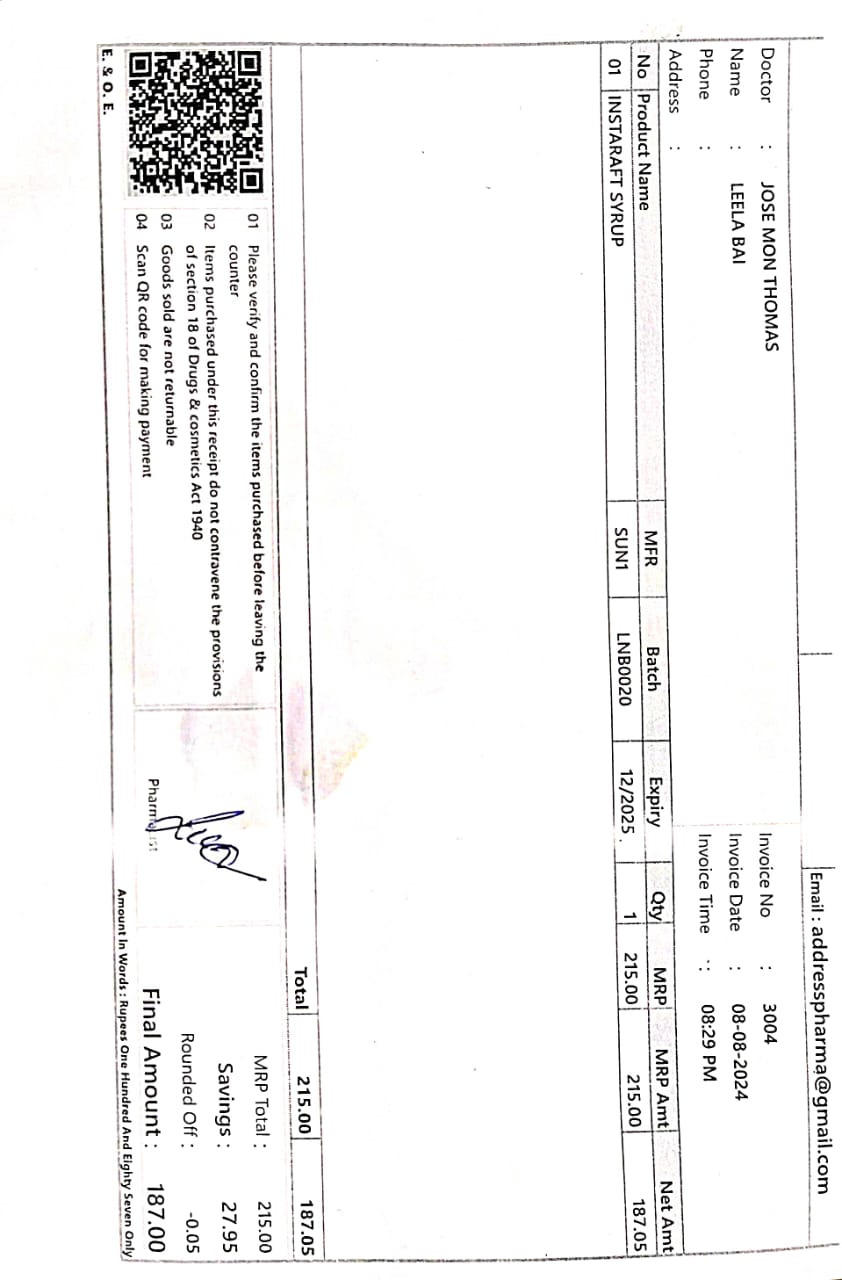 Email : addresspharma@gmail.com
Doctor : JOSE MON THOMAS
Name : LEELA BAI
Phone :
Address :
Invoice No : 3004
Invoice Date : 08-08-2024
Invoice Time : 08:29 PM
No Product Name MFR Batch Expiry Qty MRP MRP Amt Net Amt
01 INSTARAFT SYRUP SUN1 LNB0020 12/2025 1 215.00 215.00 187.05
Total 215.00 187.05
01 Please verify and confirm the items purchased before leaving the
counter
02 Items purchased under this receipt do not contravene the provisions
of section 18 of Drugs & cosmetics Act 1940
03 Goods sold are not returnable
04 Scan QR code for making payment
Pharmacist
MRP Total : 215.00
Savings : 27.95
Rounded Off : -0.05
Final Amount : 187.00
Amount In Words : Rupees One Hundred And Eighty Seven Only
E. & O. E.